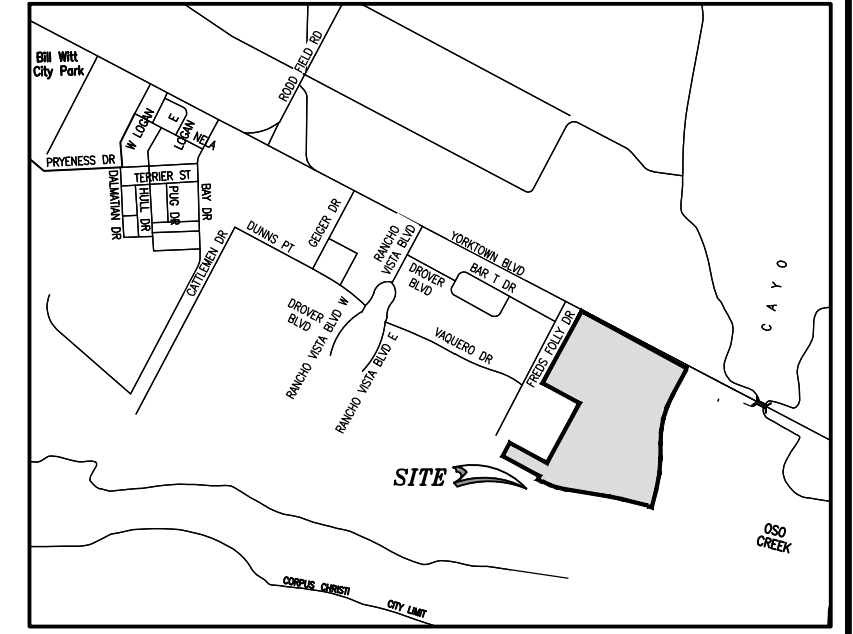 Bill Witt
City Park
RODD FIELD RD
W LOGAN
E
LOGAN
NELA
PRYENESS DR
TERRIER ST
DALMATIAN DR
HULL DR
PUG DR
BAY DR
CATTLEMEN DR
DUNNS PT
GEIGER DR
RANCHO
VISTA BLVD
YORKTOWN BLVD
BAR T DR
DROVER
BLVD
DROVER
BLVD
RANCHO VISTA BLVD W
RANCHO VISTA BLVD E
VAQUERO DR
FREDS FOLLY DR
CAYO
SITE
OSO
CREEK
CORPUS CHRISTI
CITY LIMIT